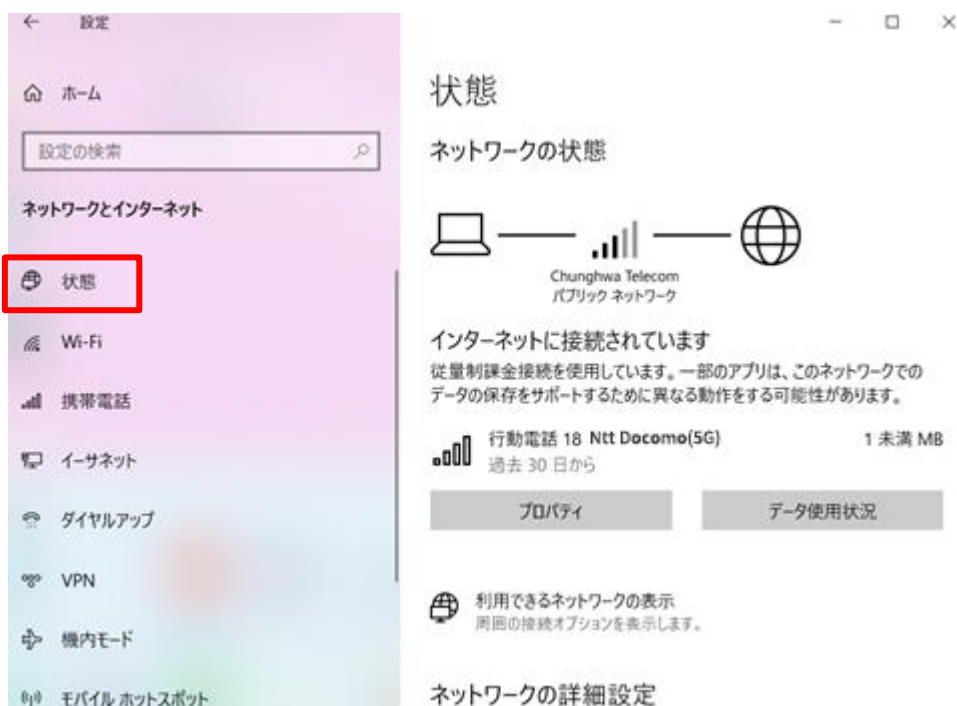 設定
ホーム
設定の検索
ネットワークとインターネット
状態
Wi-Fi
携帯電話
イーサネット
ダイヤルアップ
VPN
機内モード
モバイル ホットスポット
状態
ネットワークの状態
Chunghwa Telecom
パブリック ネットワーク
インターネットに接続されています
従量制課金接続を使用しています。一部のアプリは、このネットワークでの
データの保存をサポートするために異なる動作をする可能性があります。
行動電話 18 Ntt Docomo(5G) 1 未満 MB
過去 30 日から
プロパティ
データ使用状況
利用できるネットワークの表示
周囲の接続オプションを表示します。
ネットワークの詳細設定